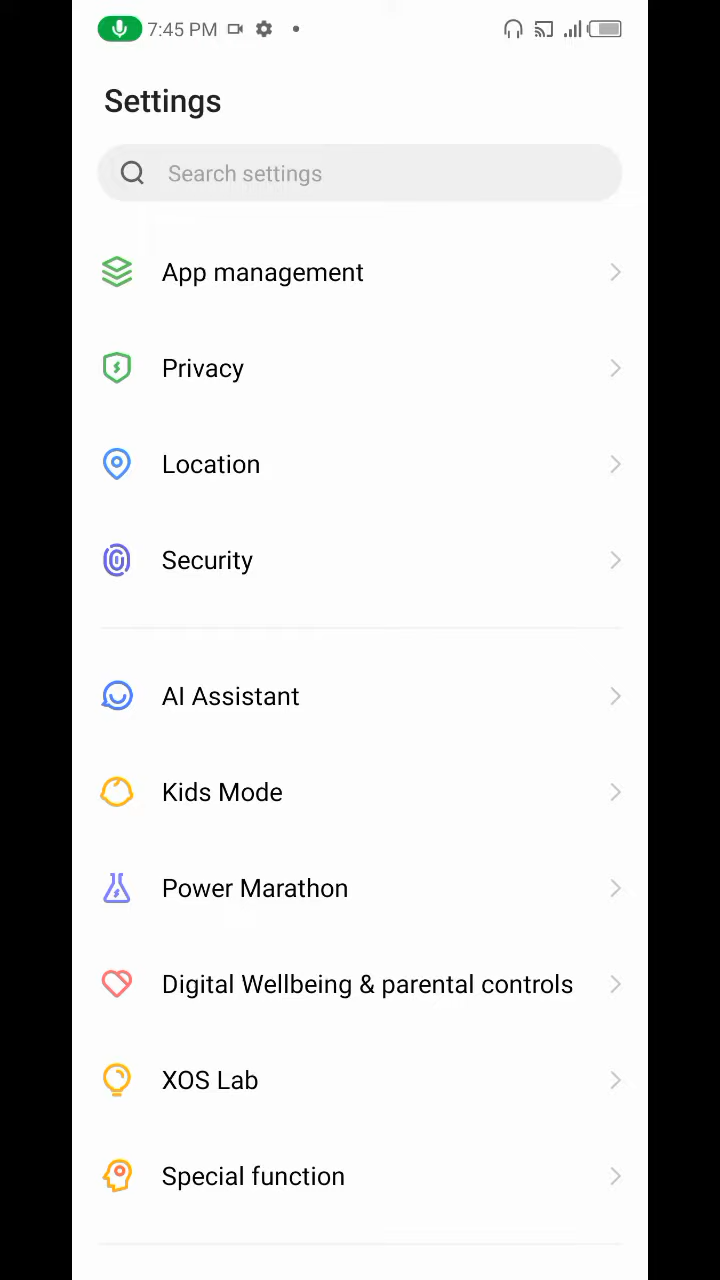 7:45 PM
Settings
Search settings
App management
Privacy
Location
Security
AI Assistant
Kids Mode
Power Marathon
Digital Wellbeing & parental controls
XOS Lab
Special function